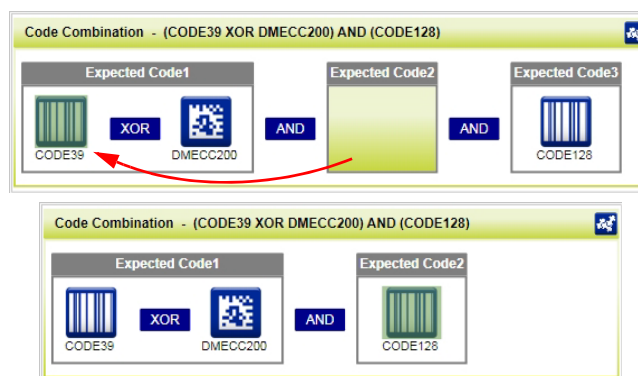 Code Combination - (CODE39 XOR DMECC200) AND (CODE128)
Expected Code1 Expected Code2 Expected Code3
XOR AND AND
CODE39 DMECC200 CODE128
Code Combination - (CODE39 XOR DMECC200) AND (CODE128)
Expected Code1 Expected Code2
XOR AND
CODE39 DMECC200 CODE128